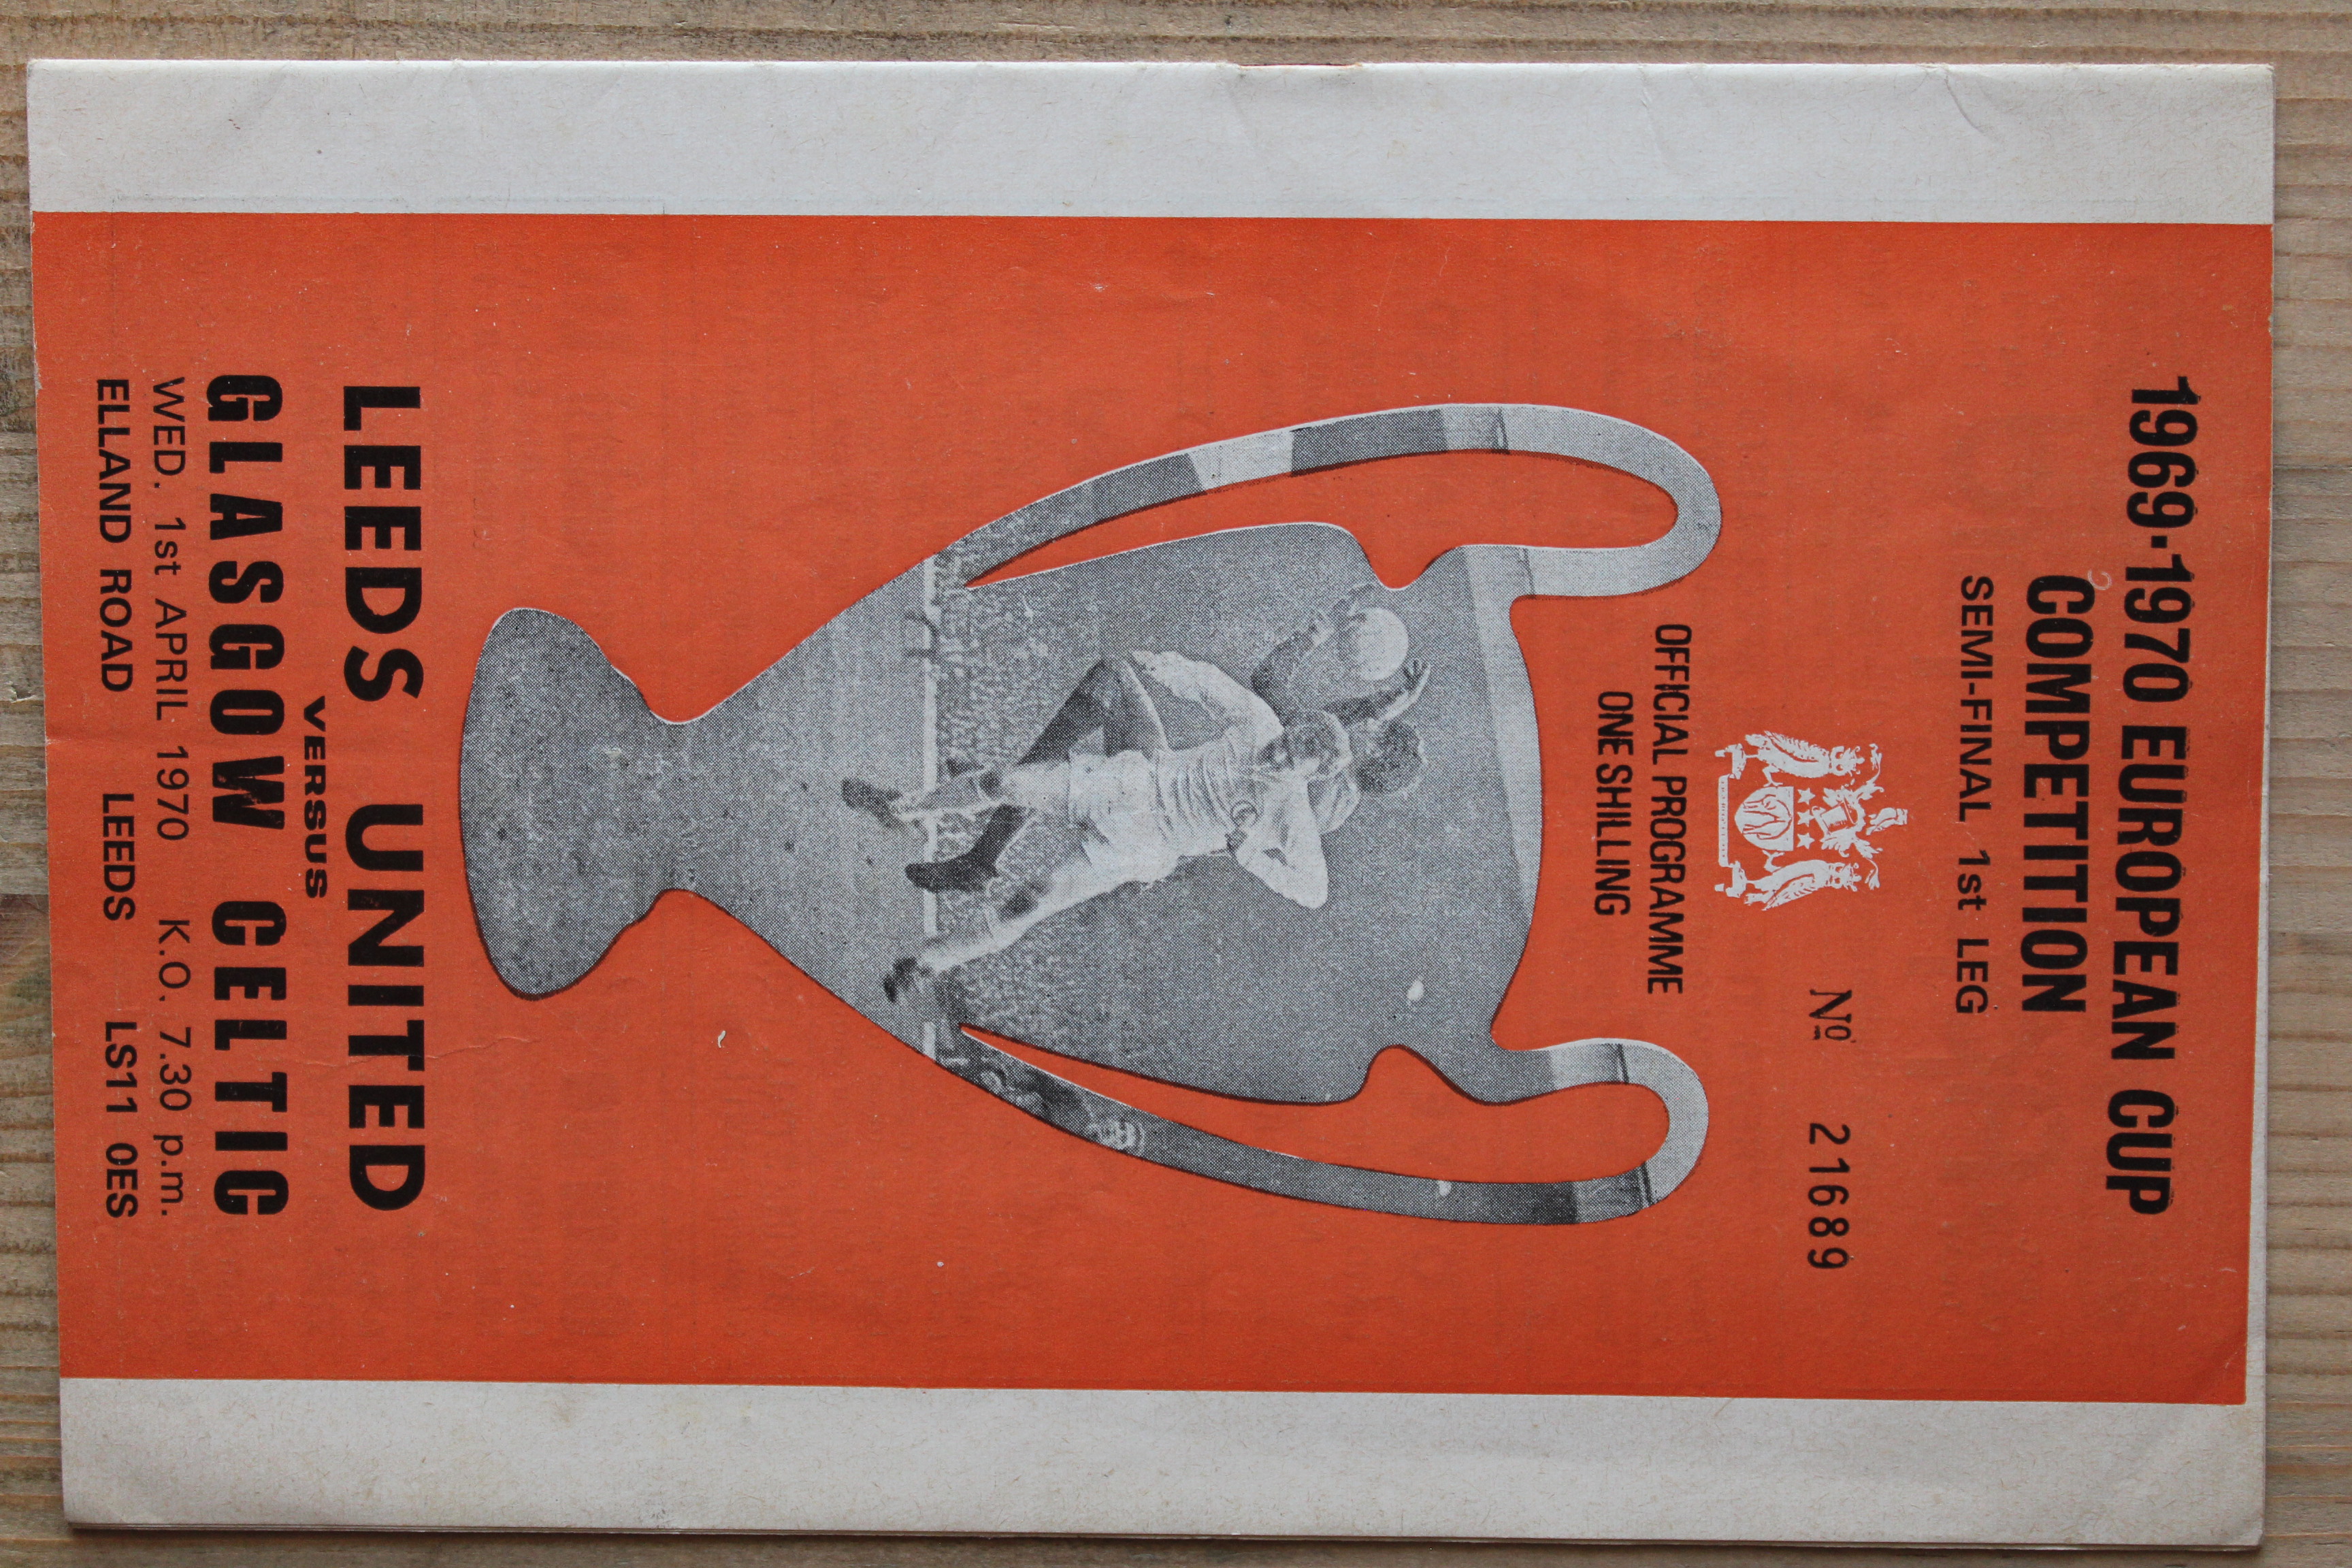 1969·1970 EUROPEAN CUP
COMPETITION
SEMI-FINAL 1st LEG
Nº 21689
OFFICIAL PROGRAMME
ONE SHILLING
LEEDS UNITED
VERSUS
GLASGOW CELTIC
WED. 1st APRIL 1970 K.O. 7.30 p.m.
ELLAND ROAD LEEDS LS11 0ES